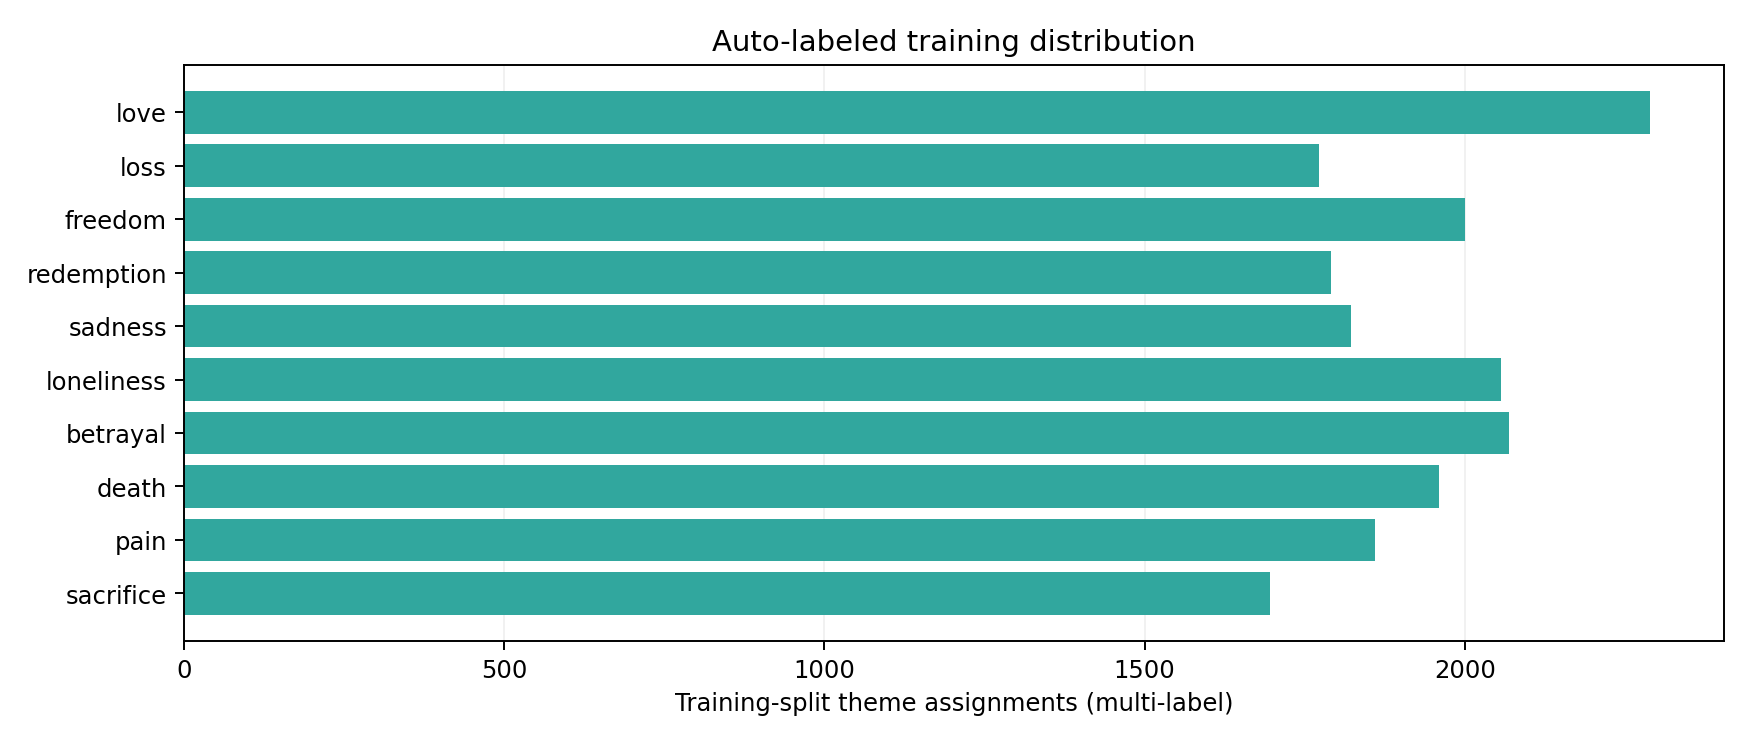 Auto-labeled training distribution
love
loss
freedom
redemption
sadness
loneliness
betrayal
death
pain
sacrifice
0 500 1000 1500 2000
Training-split theme assignments (multi-label)